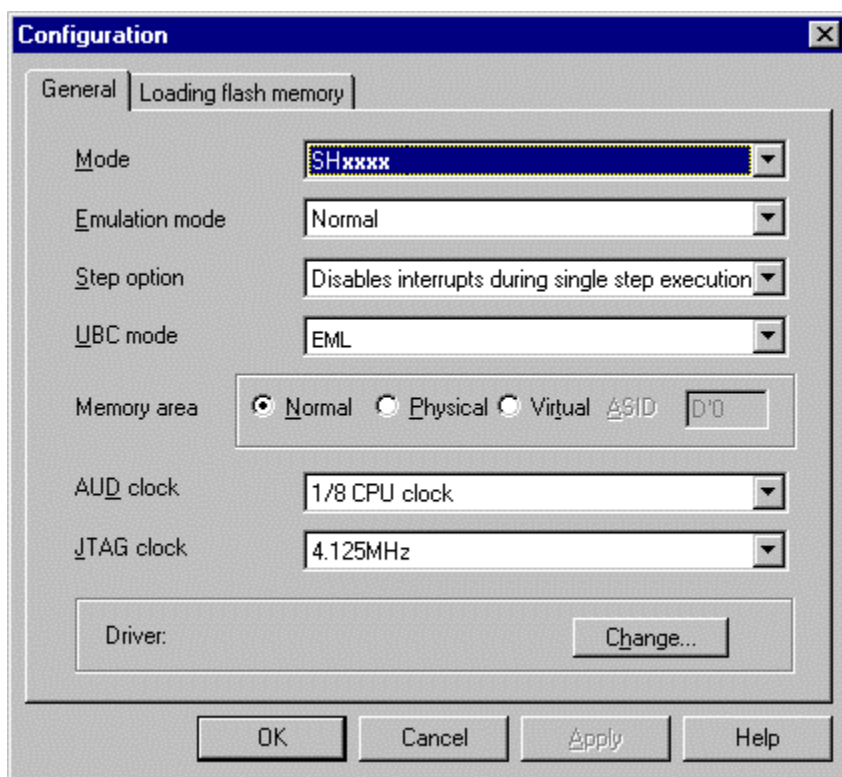 Configuration
General Loading flash memory
Mode SHxxxx
Emulation mode Normal
Step option Disables interrupts during single step execution
UBC mode EML
Memory area Normal Physical Virtual ASID D'0
AUD clock 1/8 CPU clock
JTAG clock 4.125MHz
Driver: Change...
OK Cancel Apply Help